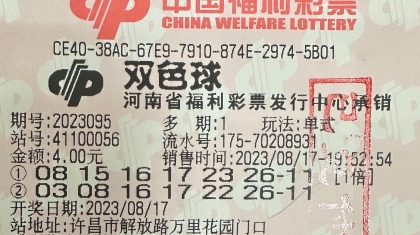 中国福利彩票
CHINA WELFARE LOTTERY
CE40-38AC-67E9-7910-874E-2974-5B01
双色球
河南省福利彩票发行中心承销
期号:2023095 多期:1 玩法:单式
站号:41100056 流水号:175-70208931
金额:4.00元 销售时间:2023/08/17-19:52:54
① 08 15 16 17 23 26-11 [1倍
② 03 08 16 17 22 26-11
开奖日期:2023/08/17
站地址:许昌市解放路万里花园门口